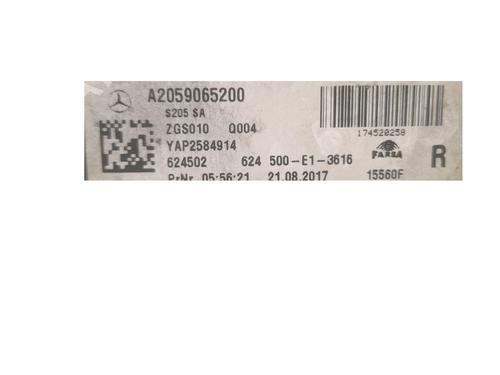 A2059065200
S205 SA
ZGS010 Q004
YAP2584914
624502 624 500-E1-3616
PrNr. 05:56:21 21.08.2017
174520258
FARBA
R
15560F